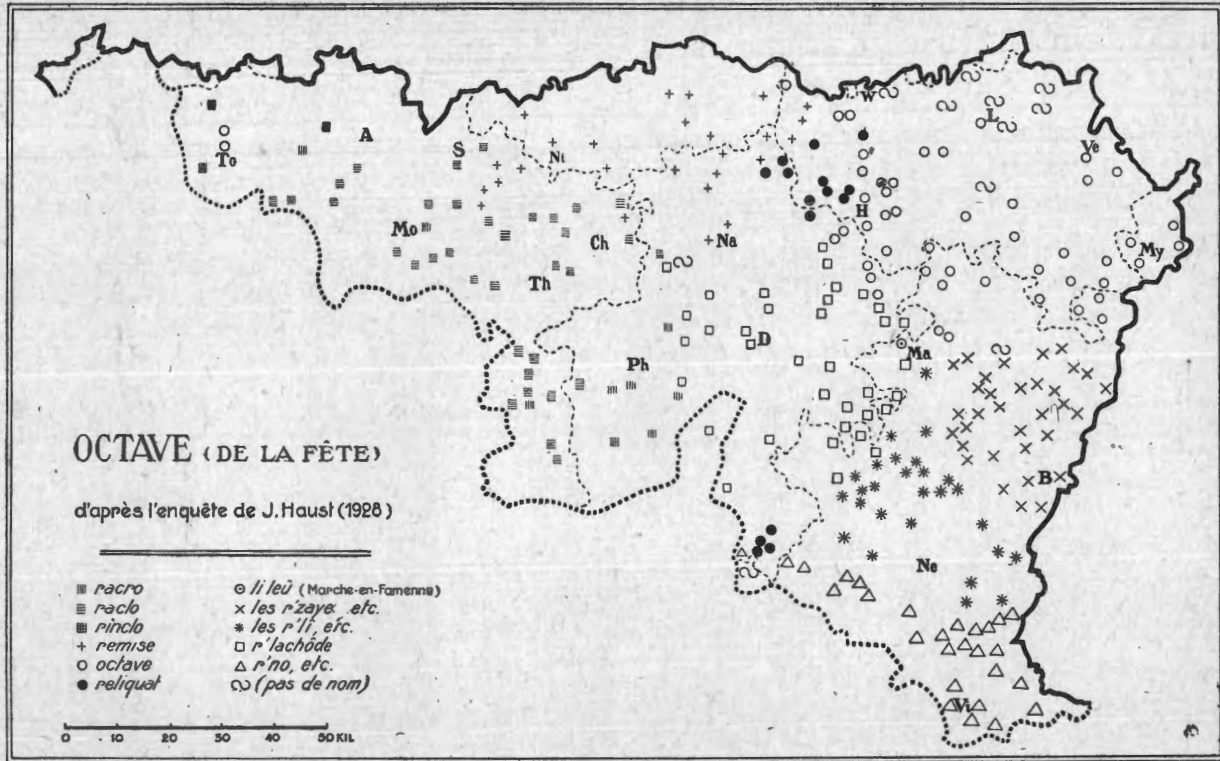 W
L
A
S
To
Ni
Ve
H
Mo
Ch
Na
My
Th
D
Ma
Ph
OCTAVE (DE LA FÊTE)
d'après l'enquête de J. Haust (1928)
B
Ne
racro
raclo
rinclo
remise
octave
reliquat
li leû (Marche-en-Famenne)
les r'zaye etc.
les r'li, etc.
r'lachôde
r'no, etc.
(pas de nom)
Vi
0 10 20 30 40 50 KIL